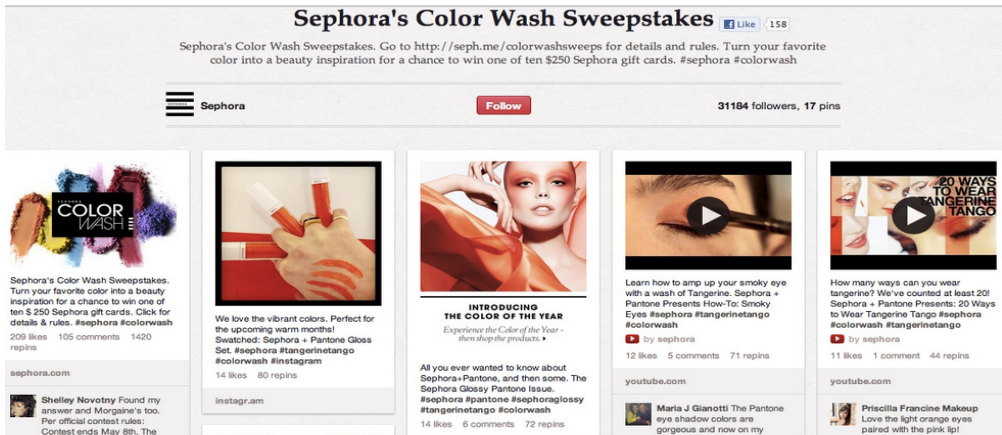 Sephora's Color Wash Sweepstakes
Like 158
Sephora's Color Wash Sweepstakes. Go to http://seph.me/colorwashsweeps for details and rules. Turn your favorite
color into a beauty inspiration for a chance to win one of ten $250 Sephora gift cards. #sephora #colorwash
Sephora
Follow
31184 followers, 17 pins
SEPHORA
COLOR
WASH
Sephora's Color Wash Sweepstakes.
Turn your favorite color into a beauty
inspiration for a chance to win one of
ten $ 250 Sephora gift cards. Click for
details & rules. #sephora #colorwash
209 likes 105 comments 1420
repins
sephora.com
Shelley Novotny Found my
answer and Morgaine's too.
Per official contest rules:
Contest ends May 8th. The
We love the vibrant colors. Perfect for
the upcoming warm months!
Swatched: Sephora + Pantone Gloss
Set. #sephora #tangerinetango
#colorwash #instagram
14 likes 80 repins
instagr.am
INTRODUCING
THE COLOR OF THE YEAR
Experience the Color of the Year -
then shop the products.
All you ever wanted to know about
Sephora+Pantone, and then some. The
Sephora Glossy Pantone Issue.
#sephora #pantone #sephoraglossy
#tangerinetango #colorwash
14 likes 6 comments 72 repins
Learn how to amp up your smoky eye
with a wash of Tangerine. Sephora +
Pantone Presents How-To: Smoky
Eyes #sephora #tangerinetango
#colorwash
by sephora
12 likes 5 comments 71 repins
youtube.com
Maria J Gianotti The Pantone
eye shadow colors are
gorgeous and now on my
20 WAYS
TO WEAR
TANGERINE
TANGO
How many ways can you wear
tangerine? We've counted at least 20!
Sephora + Pantone Presents: 20 Ways
to Wear Tangerine Tango #sephora
#colorwash #tangerinetango
by sephora
11 likes 1 comment 44 repins
youtube.com
Priscilla Francine Makeup
Love the light orange eyes
paired with the pink lip!